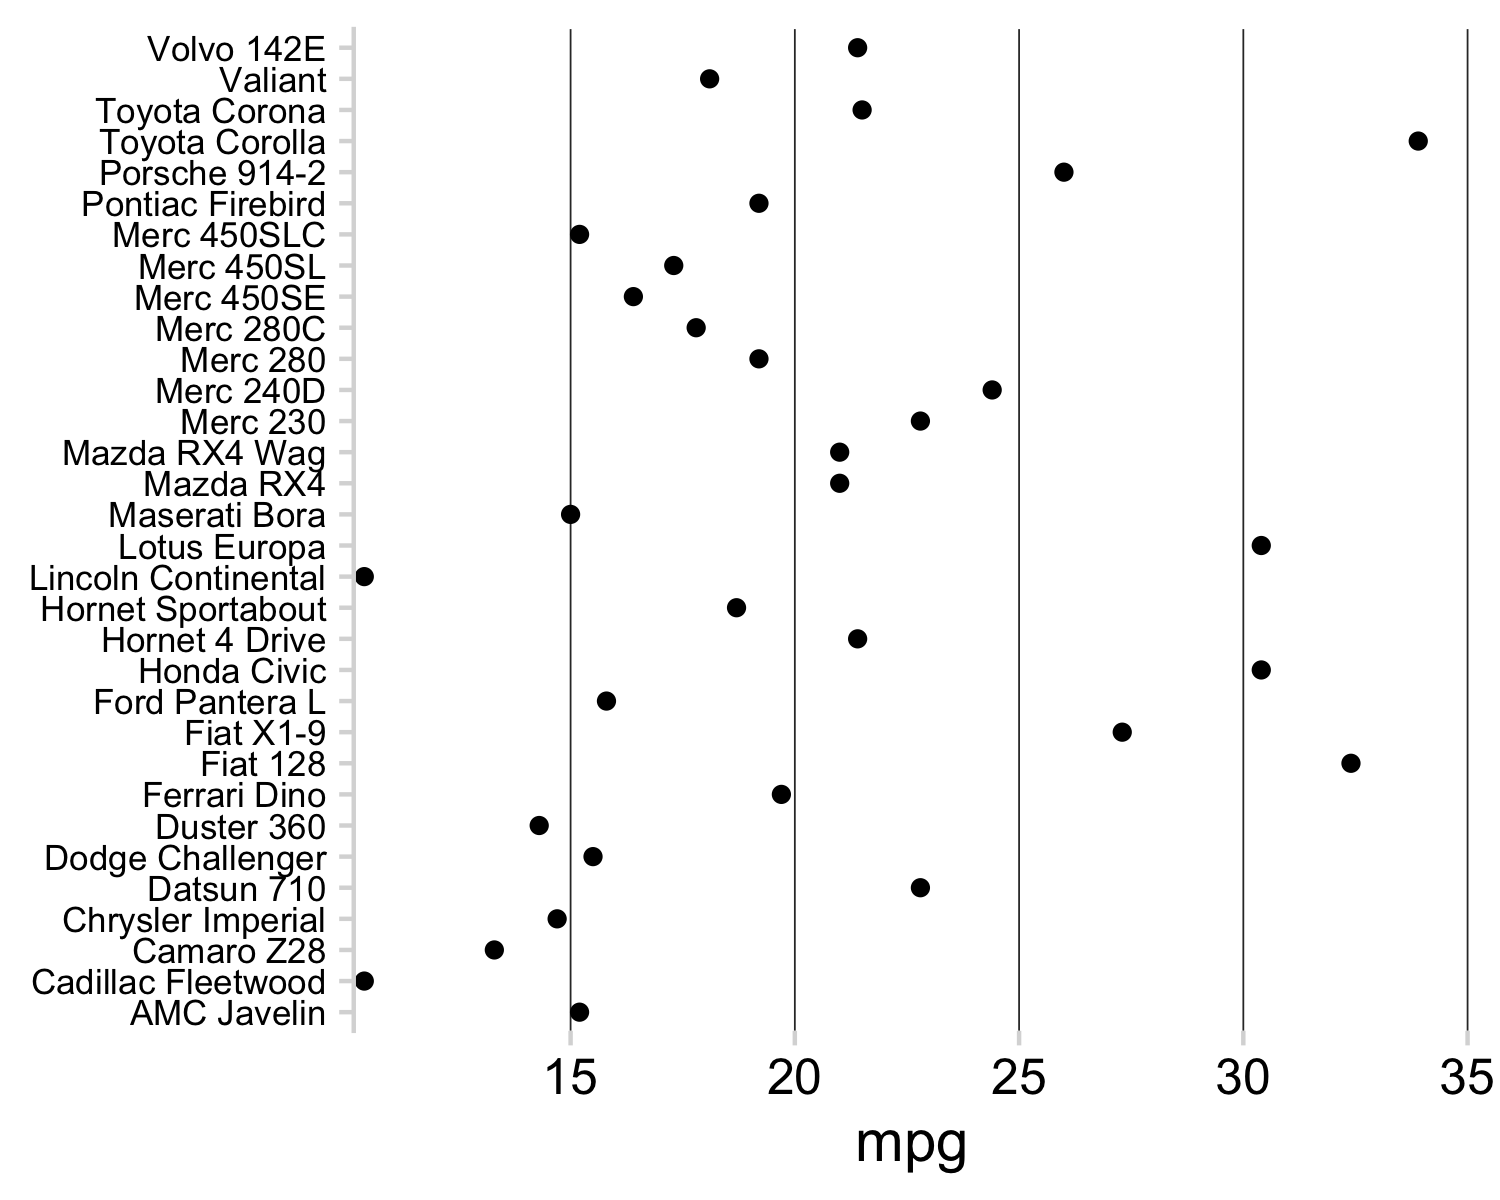 Volvo 142E
Valiant
Toyota Corona
Toyota Corolla
Porsche 914-2
Pontiac Firebird
Merc 450SLC
Merc 450SL
Merc 450SE
Merc 280C
Merc 280
Merc 240D
Merc 230
Mazda RX4 Wag
Mazda RX4
Maserati Bora
Lotus Europa
Lincoln Continental
Hornet Sportabout
Hornet 4 Drive
Honda Civic
Ford Pantera L
Fiat X1-9
Fiat 128
Ferrari Dino
Duster 360
Dodge Challenger
Datsun 710
Chrysler Imperial
Camaro Z28
Cadillac Fleetwood
AMC Javelin
15 20 25 30 35
mpg